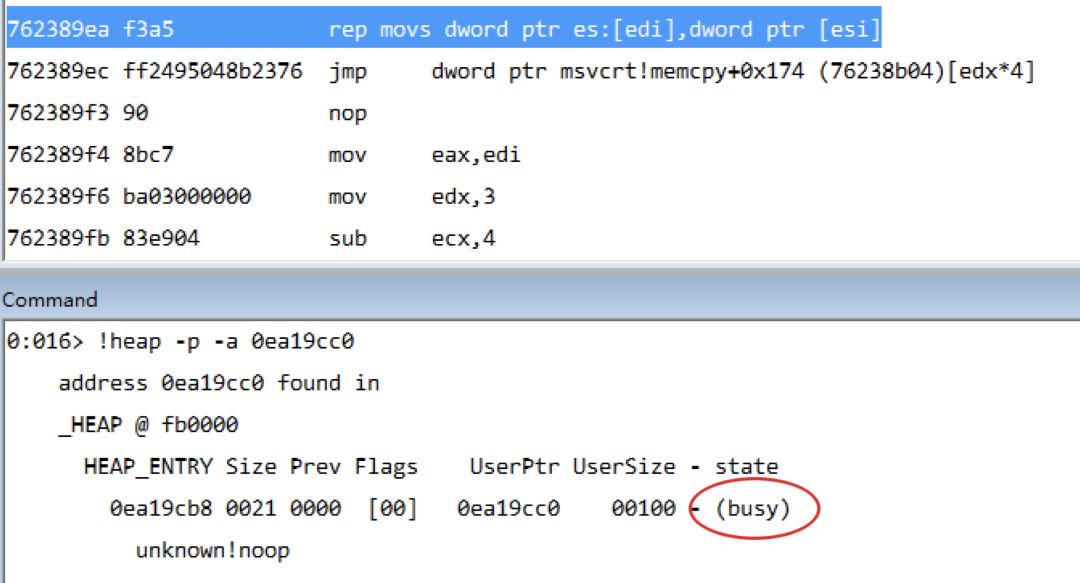 762389ea f3a5 rep movs dword ptr es:[edi],dword ptr [esi]
762389ec ff2495048b2376 jmp dword ptr msvcrt!memcpy+0x174 (76238b04)[edx*4]
762389f3 90 nop
762389f4 8bc7 mov eax,edi
762389f6 ba03000000 mov edx,3
762389fb 83e904 sub ecx,4
Command
0:016> !heap -p -a 0ea19cc0
address 0ea19cc0 found in
_HEAP @ fb0000
HEAP_ENTRY Size Prev Flags UserPtr UserSize - state
0ea19cb8 0021 0000 [00] 0ea19cc0 00100 - (busy)
unknown!noop